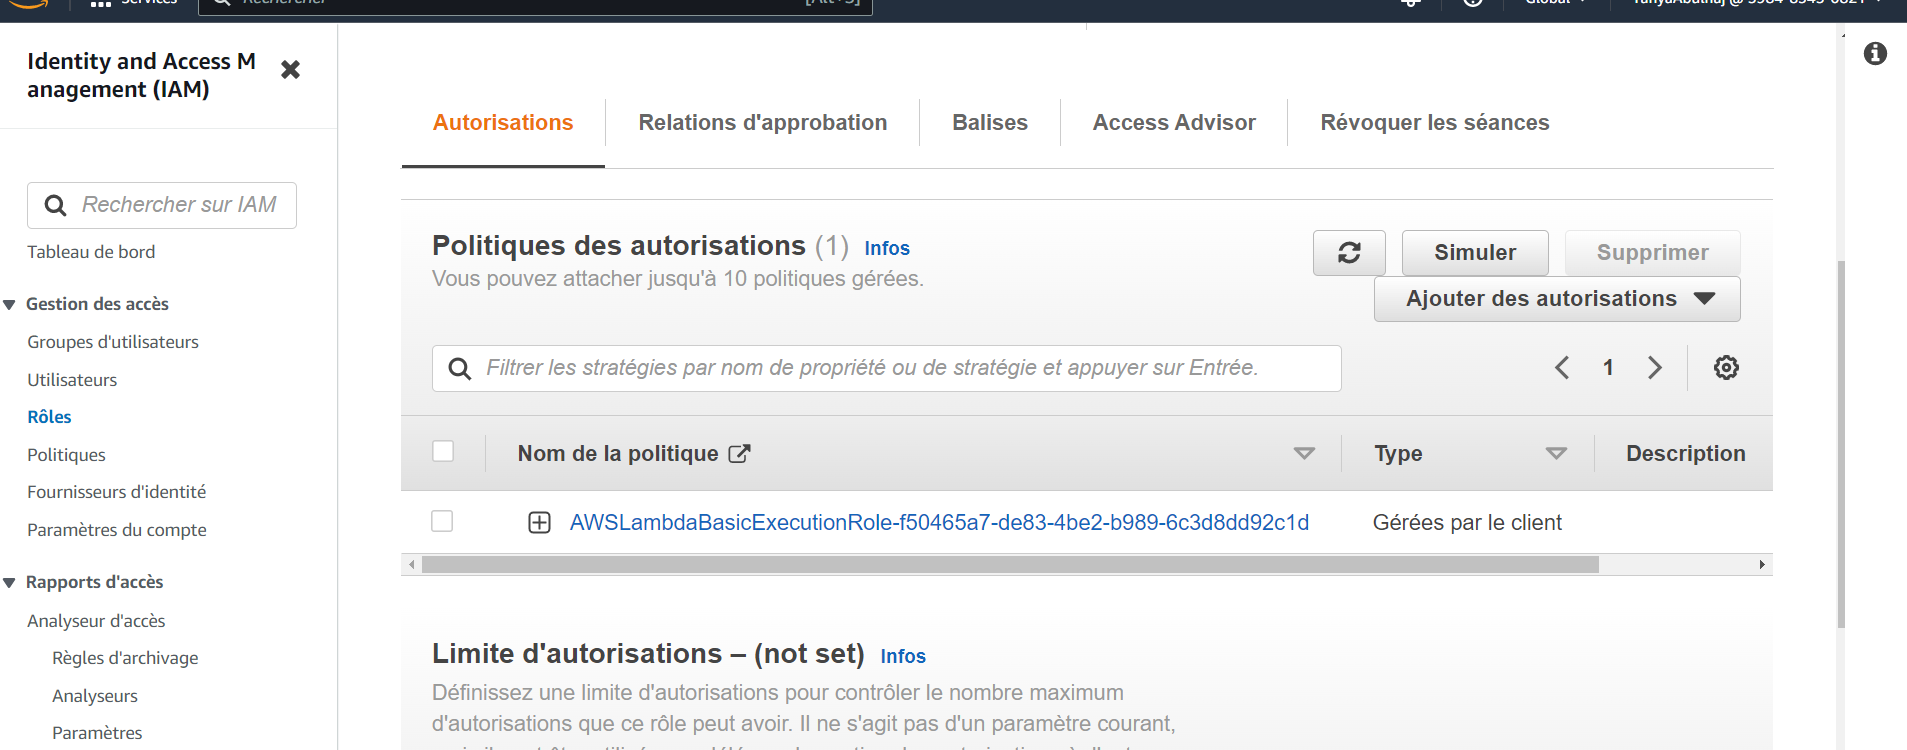 Services
Rechercher
[Alt+S]
Global
Identity and Access M
anagement (IAM)
Rechercher sur IAM
Tableau de bord
Gestion des accès
Groupes d'utilisateurs
Utilisateurs
Rôles
Politiques
Fournisseurs d'identité
Paramètres du compte
Rapports d'accès
Analyseur d'accès
Règles d'archivage
Analyseurs
Paramètres
Autorisations
Relations d'approbation
Balises
Access Advisor
Révoquer les séances
Politiques des autorisations (1) Infos
Vous pouvez attacher jusqu'à 10 politiques gérées.
Simuler
Supprimer
Ajouter des autorisations
Filtrer les stratégies par nom de propriété ou de stratégie et appuyer sur Entrée.
1
Nom de la politique
Type
Description
AWSLambdaBasicExecutionRole-f50465a7-de83-4be2-b989-6c3d8dd92c1d
Gérées par le client
Limite d'autorisations – (not set) Infos
Définissez une limite d'autorisations pour contrôler le nombre maximum
d'autorisations que ce rôle peut avoir. Il ne s'agit pas d'un paramètre courant,